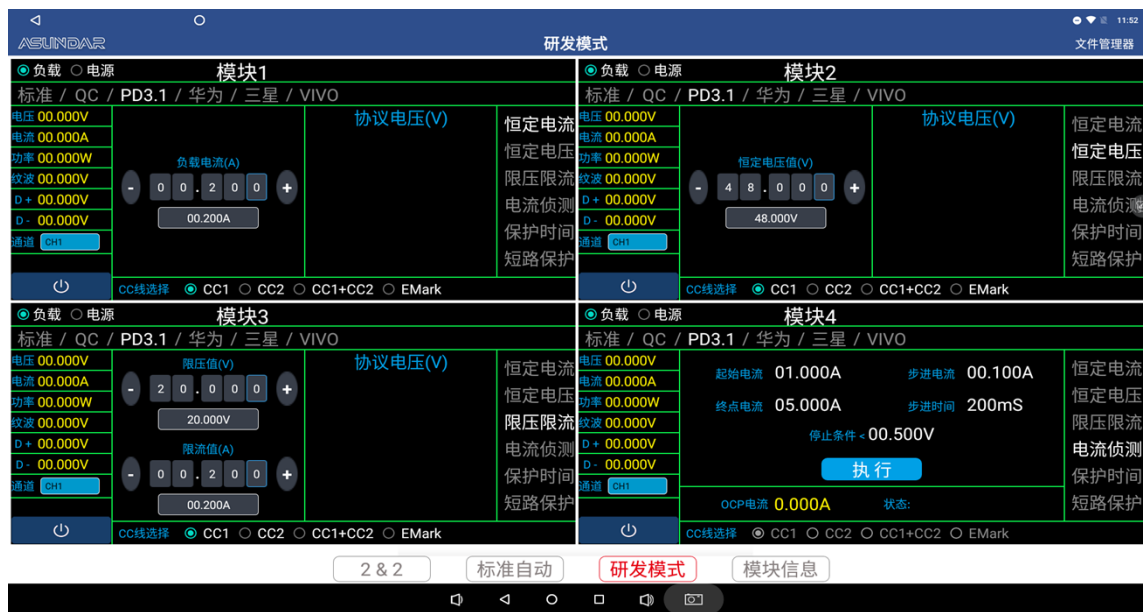 11:52
ASUNDAR 研发模式 文件管理器
负载 电源 模块1
标准 / QC / PD3.1 / 华为 / 三星 / VIVO
电压 00.000V
电流 00.000A
功率 00.000W
纹波 00.000V
D + 00.000V
D - 00.000V
通道 CH1
负载电流(A)
- 0 0 . 2 0 0 +
00.200A
协议电压(V)
恒定电流
恒定电压
限压限流
电流侦测
保护时间
短路保护
CC线选择 CC1 CC2 CC1+CC2 EMark
负载 电源 模块2
标准 / QC / PD3.1 / 华为 / 三星 / VIVO
电压 00.000V
电流 00.000A
功率 00.000W
纹波 00.000V
D + 00.000V
D - 00.000V
通道 CH1
恒定电压值(V)
- 4 8 . 0 0 0 +
48.000V
协议电压(V)
恒定电流
恒定电压
限压限流
电流侦测
保护时间
短路保护
CC线选择 CC1 CC2 CC1+CC2 EMark
负载 电源 模块3
标准 / QC / PD3.1 / 华为 / 三星 / VIVO
电压 00.000V
电流 00.000A
功率 00.000W
纹波 00.000V
D + 00.000V
D - 00.000V
通道 CH1
限压值(V)
- 2 0 . 0 0 0 +
20.000V
限流值(A)
- 0 0 . 2 0 0 +
00.200A
协议电压(V)
恒定电流
恒定电压
限压限流
电流侦测
保护时间
短路保护
CC线选择 CC1 CC2 CC1+CC2 EMark
负载 电源 模块4
标准 / QC / PD3.1 / 华为 / 三星 / VIVO
电压 00.000V
电流 00.000A
功率 00.000W
纹波 00.000V
D + 00.000V
D - 00.000V
通道 CH1
起始电流 01.000A 步进电流 00.100A
终点电流 05.000A 步进时间 200mS
停止条件 < 00.500V
执行
OCP电流 0.000A 状态:
恒定电流
恒定电压
限压限流
电流侦测
保护时间
短路保护
CC线选择 CC1 CC2 CC1+CC2 EMark
2 & 2 标准自动 研发模式 模块信息